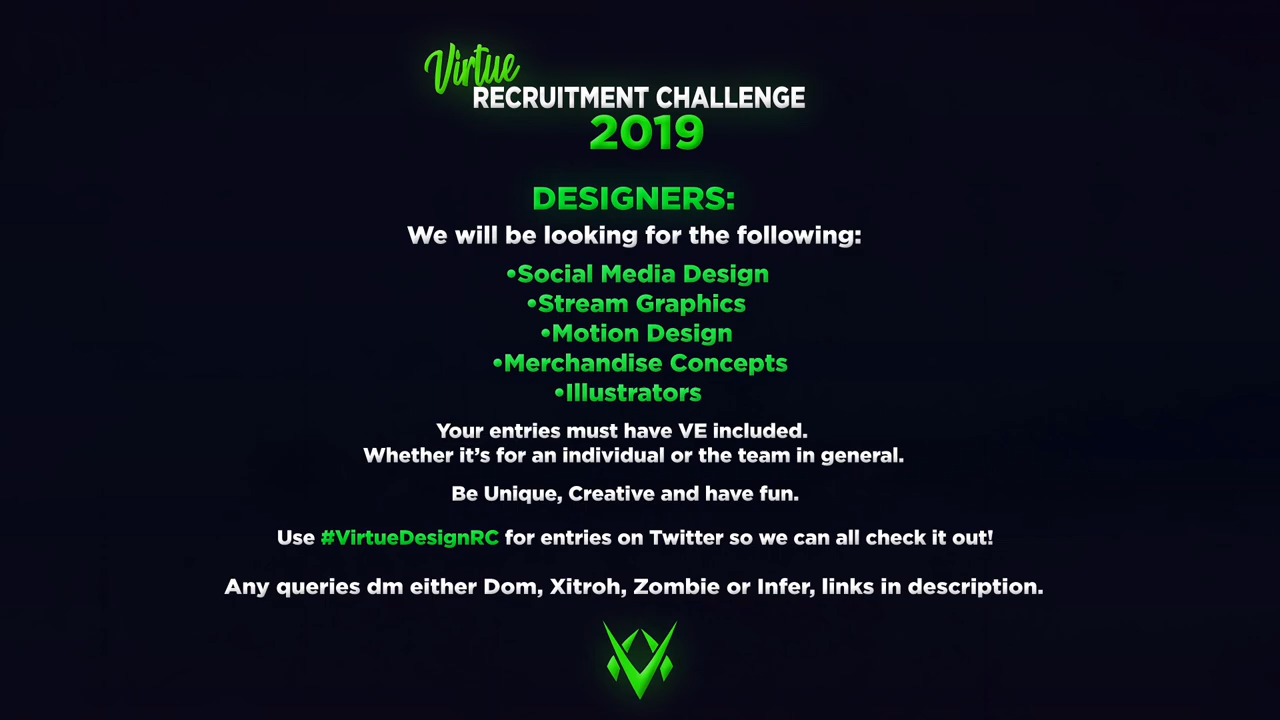 Virtue
RECRUITMENT CHALLENGE
2019
DESIGNERS:
We will be looking for the following:
•Social Media Design
•Stream Graphics
•Motion Design
•Merchandise Concepts
•Illustrators
Your entries must have VE included.
Whether it's for an individual or the team in general.
Be Unique, Creative and have fun.
Use #VirtueDesignRC for entries on Twitter so we can all check it out!
Any queries dm either Dom, Xitroh, Zombie or Infer, links in description.